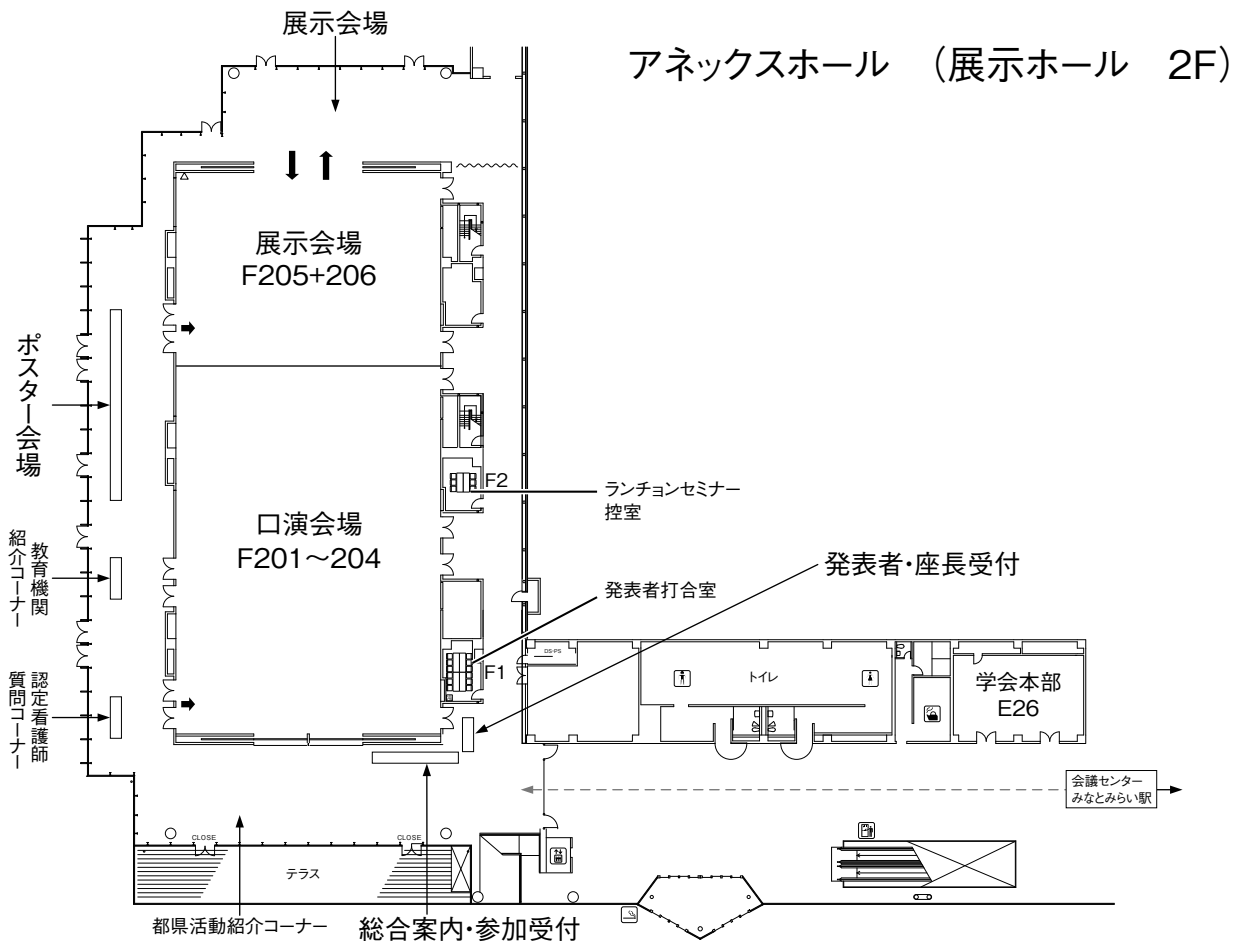 展示会場
アネックスホール　（展示ホール　2F）
展示会場
F205+206
ポスター会場
F2
ランチョンセミナー
控室
口演会場
F201～204
発表者・座長受付
教育機関
紹介コーナー
発表者打合室
F1
DS・PS
トイレ
学会本部
E26
認定看護師
質問コーナー
会議センター
みなとみらい駅
CLOSE
CLOSE
テラス
都県活動紹介コーナー
総合案内・参加受付